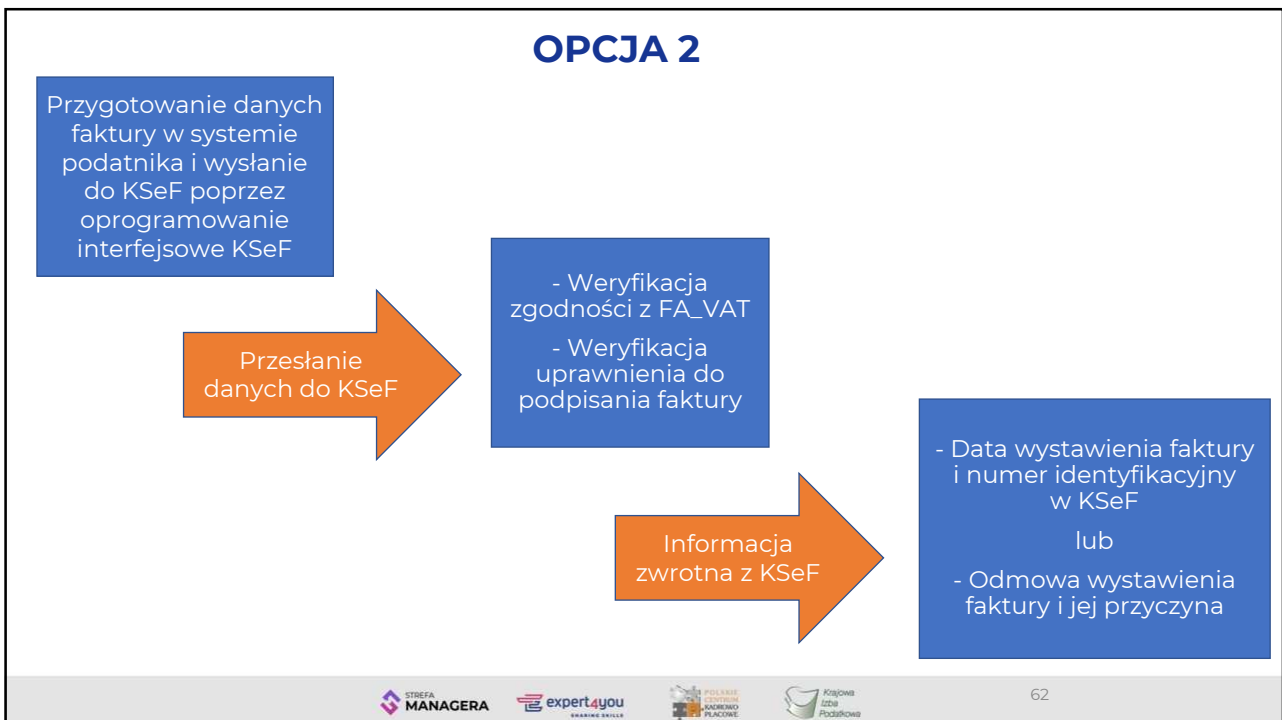 OPCJA 2
Przygotowanie danych
faktury w systemie
podatnika i wysłanie
do KSeF poprzez
oprogramowanie
interfejsowe KSeF
Przesłanie
danych do KSeF
- Weryfikacja
zgodności z FA_VAT
- Weryfikacja
uprawnienia do
podpisania faktury
Informacja
zwrotna z KSeF
- Data wystawienia faktury
i numer identyfikacyjny
w KSeF
lub
- Odmowa wystawienia
faktury i jej przyczyna
STREFA
MANAGERA
expert4you
SHARING SKILLS
POLSKIE
CENTRUM
KADROWO
PŁACOWE
Krajowa
Izba
Podatkowa
62